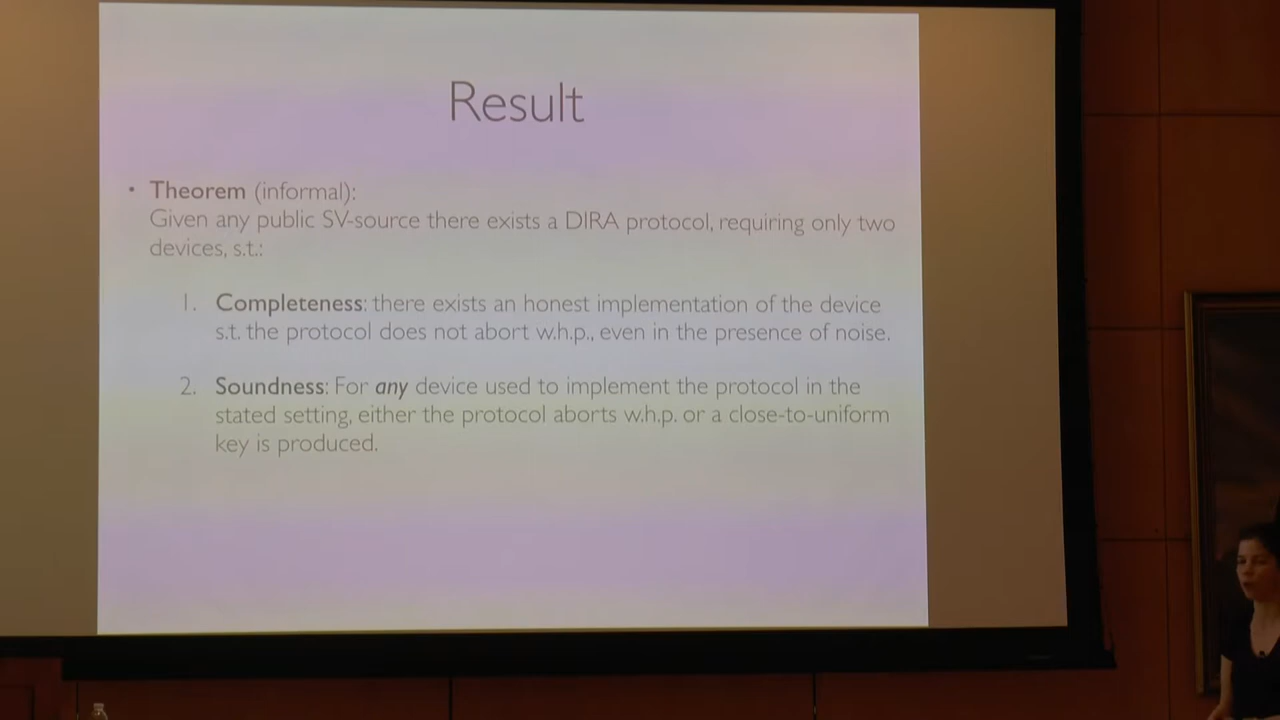 Result
• Theorem (informal):
Given any public SV-source there exists a DIRA protocol, requiring only two
devices, s.t.:
1. Completeness: there exists an honest implementation of the device
s.t. the protocol does not abort w.h.p., even in the presence of noise.
2. Soundness: For any device used to implement the protocol in the
stated setting, either the protocol aborts w.h.p. or a close-to-uniform
key is produced.